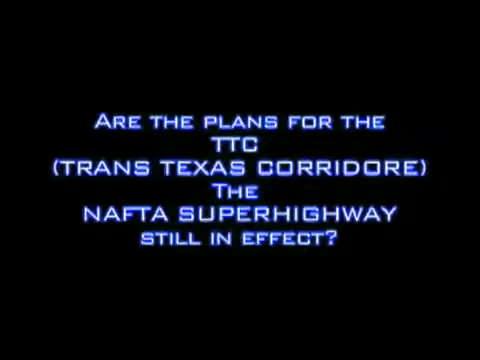 Are the plans for the
TTC
(TRANS TEXAS CORRIDORE)
The
NAFTA SUPERHIGHWAY
still in effect?